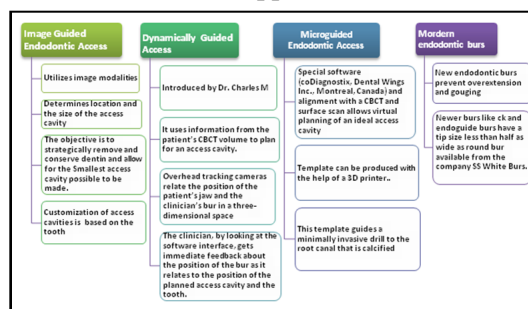 Image Guided
Endodontic Access
Utilizes image modalities
Determines location and
the size of the access
cavity
The objective is to
strategically remove and
conserve dentin and allow
for the Smallest access
cavity possible to be
made.
Customization of access
cavities is based on the
tooth
Dynamically Guided
Access
Introduced by Dr. Charles M
It uses information from the
patient's CBCT volume to plan
for an access cavity.
Overhead tracking cameras
relate the position of the
patient's jaw and the
clinician's bur in a three-
dimensional space
The clinician, by looking at the
software interface, gets
immediate feedback about
the position of the bur as it
relates to the position of the
planned access cavity and the
tooth.
Microguided
Endodontic Access
Special software
(coDiagnostix, Dental Wings
Inc., Montreal, Canada) and
alignment with a CBCT and
surface scan allows virtual
planning of an ideal access
cavity
Template can be produced with
the help of a 3D printer..
This template guides a
minimally invasive drill to the
root canal that is calcified
Mordern
endodontic burs
New endodontic burs
prevent overextension and
gouging
Newer burs like ck and
endoguide burs have a
tip size less than half as
wide as round bur
available from the
company SS White Burs.